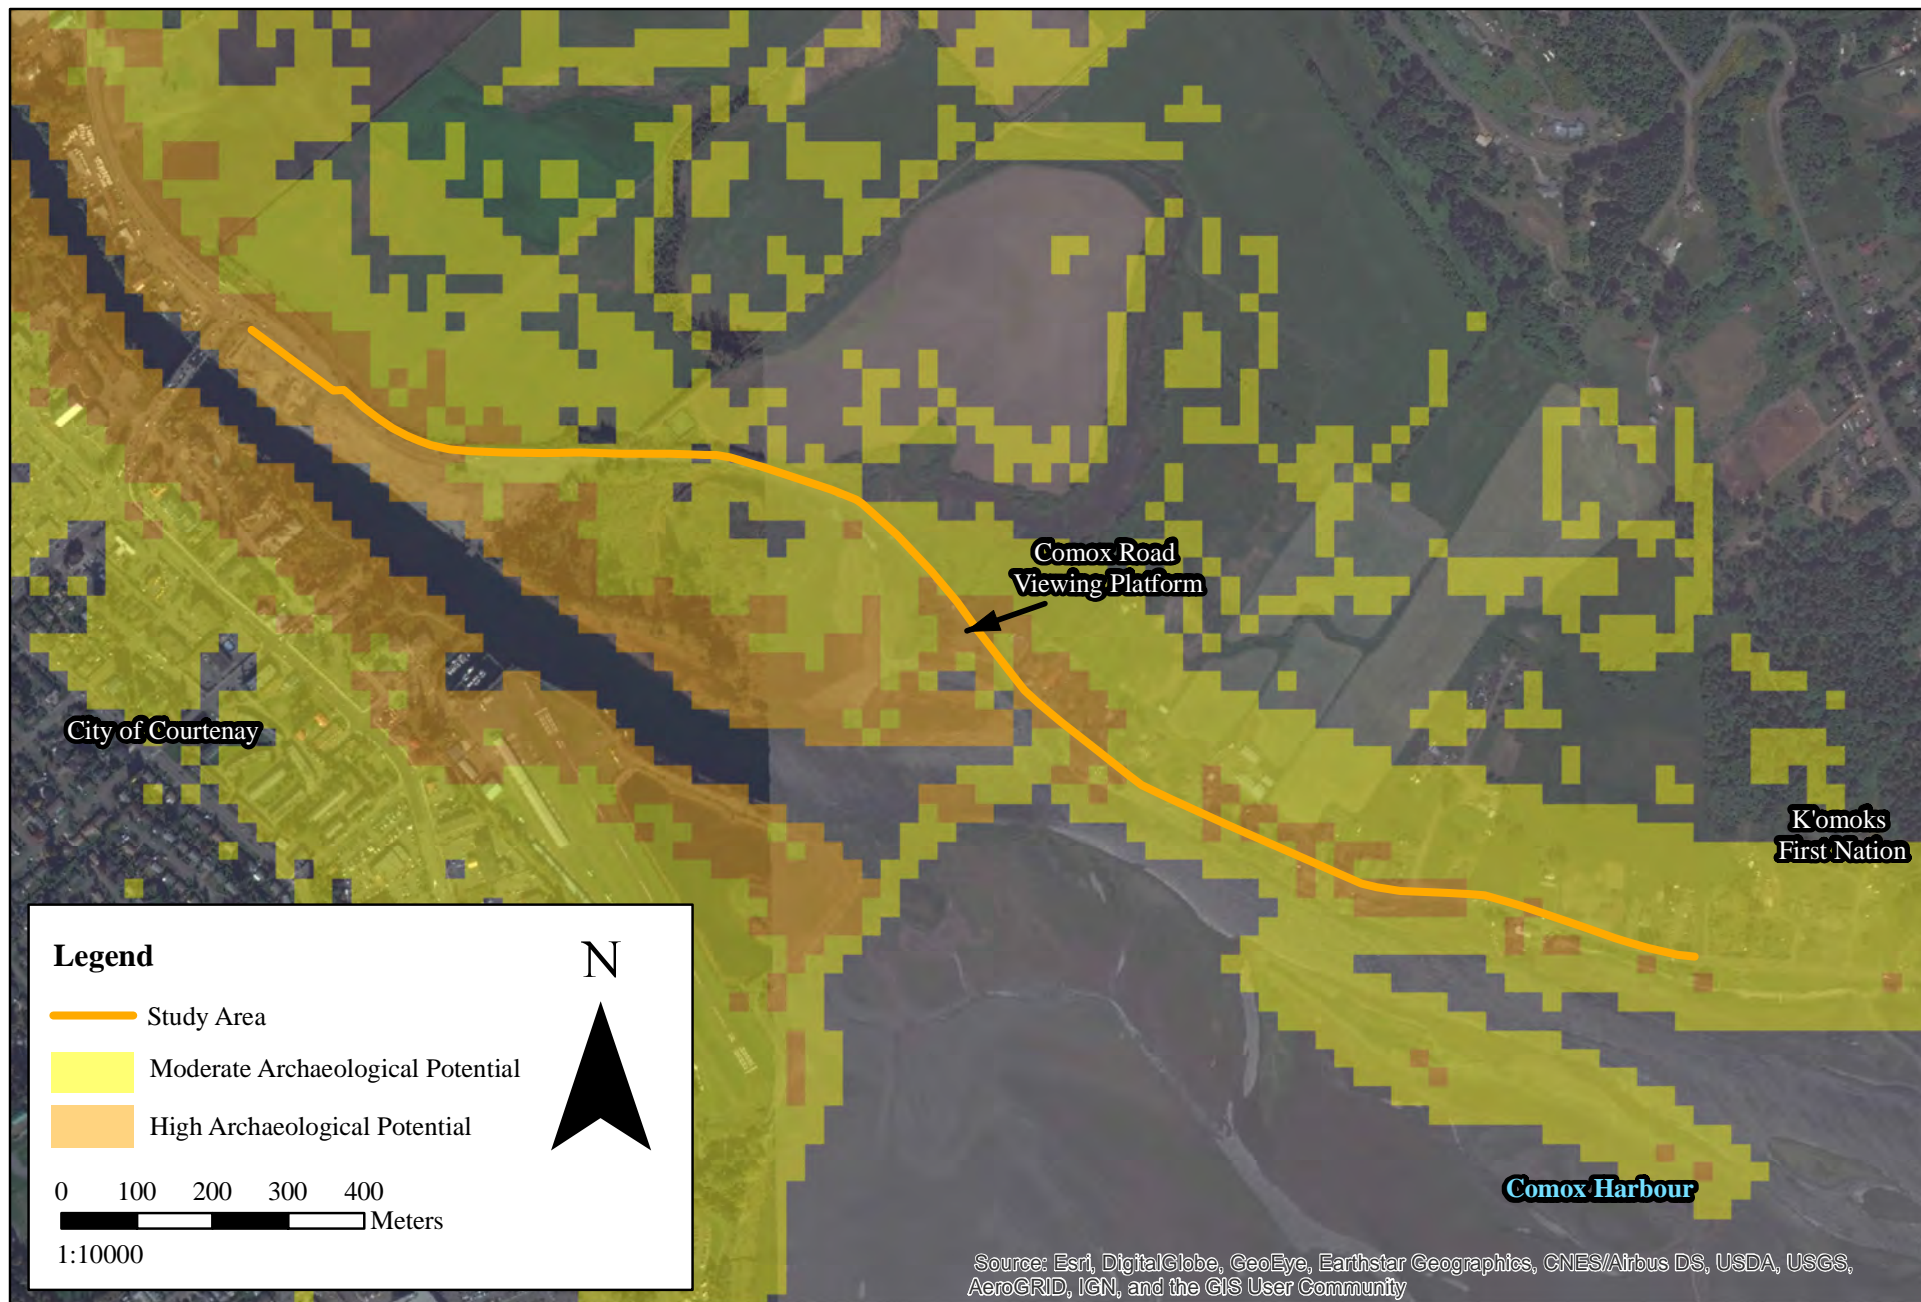 Comox Road
Viewing Platform
City of Courtenay
K'omoks
First Nation
Legend
N
Study Area
Moderate Archaeological Potential
High Archaeological Potential
0 100 200 300 400
Meters
1:10000
Comox Harbour
Source: Esri, DigitalGlobe, GeoEye, Earthstar Geographics, CNES/Airbus DS, USDA, USGS,
AeroGRID, IGN, and the GIS User Community